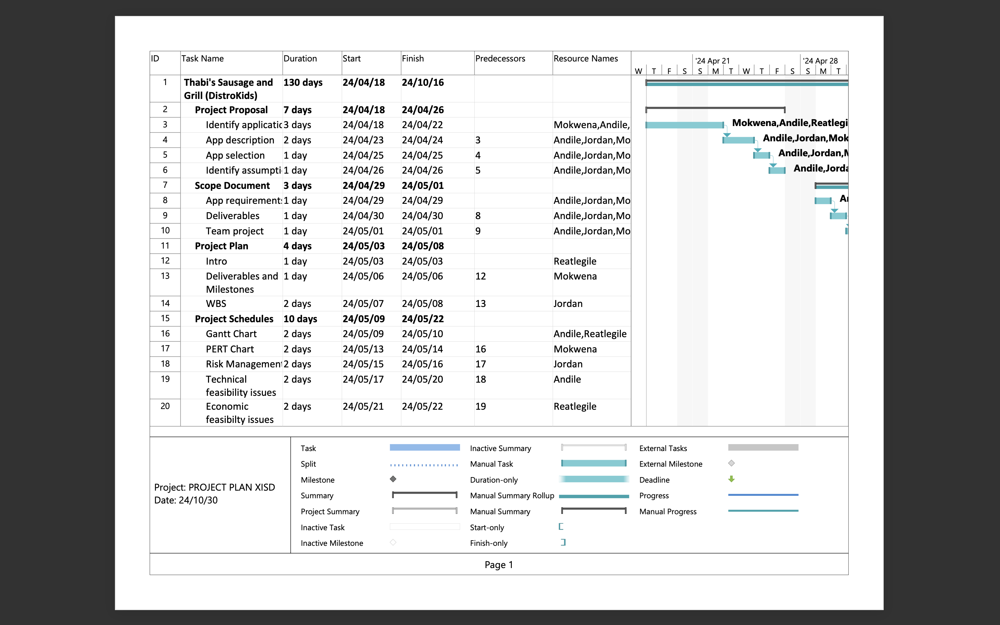 ID Task Name Duration Start Finish Predecessors Resource Names '24 Apr 21 '24 Apr 28
W T F S S M T W T F S S M T
1 Thabi's Sausage and 130 days 24/04/18 24/10/16
Grill (DistroKids)
2 Project Proposal 7 days 24/04/18 24/04/26
3 Identify applicatic 3 days 24/04/18 24/04/22 Mokwena,Andile, Mokwena,Andile,Reatlegi
4 App description 2 days 24/04/23 24/04/24 3 Andile,Jordan,Mo Andile,Jordan,Mok
5 App selection 1 day 24/04/25 24/04/25 4 Andile,Jordan,Mo Andile,Jordan,M
6 Identify assumpti 1 day 24/04/26 24/04/26 5 Andile,Jordan,Mo Andile,Jorda
7 Scope Document 3 days 24/04/29 24/05/01
8 App requirements 1 day 24/04/29 24/04/29 Andile,Jordan,Mo
9 Deliverables 1 day 24/04/30 24/04/30 8 Andile,Jordan,Mo
10 Team project 1 day 24/05/01 24/05/01 9 Andile,Jordan,Mo
11 Project Plan 4 days 24/05/03 24/05/08
12 Intro 1 day 24/05/03 24/05/03 Reatlegile
13 Deliverables and 1 day 24/05/06 24/05/06 12 Mokwena
Milestones
14 WBS 2 days 24/05/07 24/05/08 13 Jordan
15 Project Schedules 10 days 24/05/09 24/05/22
16 Gantt Chart 2 days 24/05/09 24/05/10 Andile,Reatlegile
17 PERT Chart 2 days 24/05/13 24/05/14 16 Mokwena
18 Risk Management 2 days 24/05/15 24/05/16 17 Jordan
19 Technical 2 days 24/05/17 24/05/20 18 Andile
feasibility issues
20 Economic 2 days 24/05/21 24/05/22 19 Reatlegile
feasibilty issues
Project: PROJECT PLAN XISD
Date: 24/10/30
Task Inactive Summary External Tasks
Split Manual Task External Milestone
Milestone Duration-only Deadline
Summary Manual Summary Rollup Progress
Project Summary Manual Summary Manual Progress
Inactive Task Start-only
Inactive Milestone Finish-only
Page 1